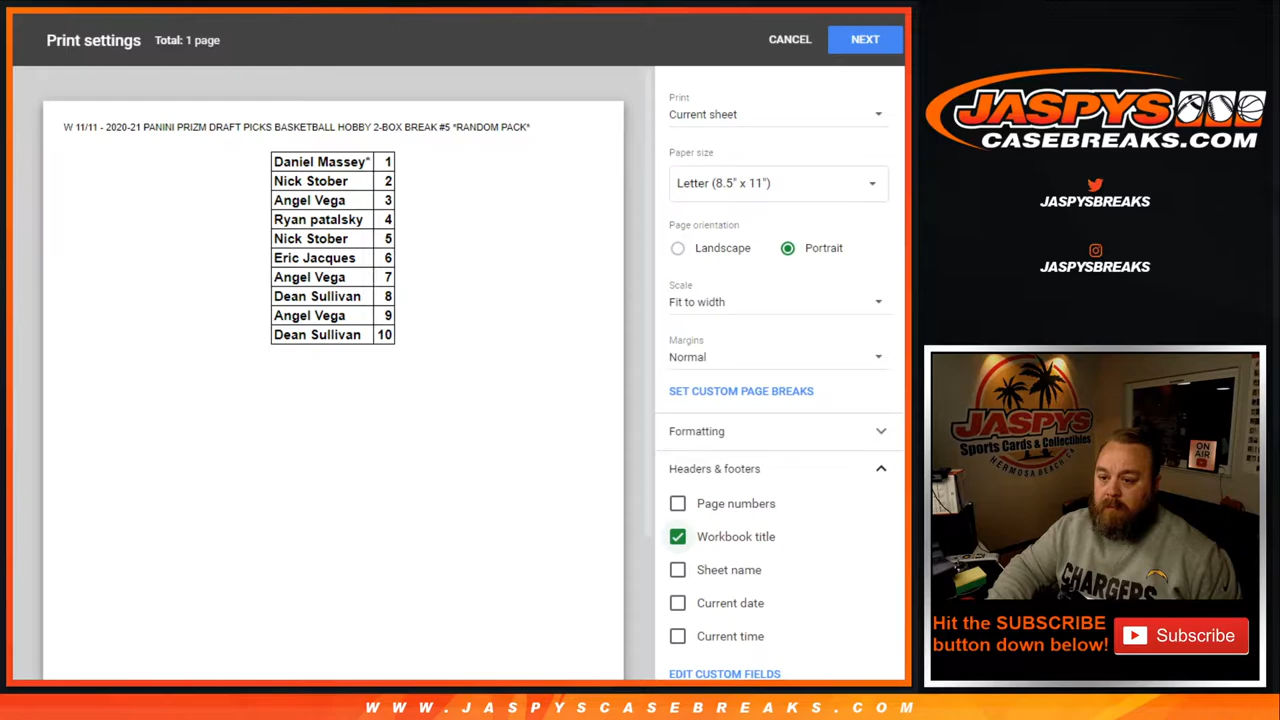 Print settings Total: 1 page CANCEL NEXT
W 11/11 - 2020-21 PANINI PRIZM DRAFT PICKS BASKETBALL HOBBY 2-BOX BREAK #5 *RANDOM PACK*
Daniel Massey* 1
Nick Stober 2
Angel Vega 3
Ryan patalsky 4
Nick Stober 5
Eric Jacques 6
Angel Vega 7
Dean Sullivan 8
Angel Vega 9
Dean Sullivan 10
Print
Current sheet
Paper size
Letter (8.5" x 11")
Page orientation
Landscape Portrait
Scale
Fit to width
Margins
Normal
SET CUSTOM PAGE BREAKS
Formatting
Headers & footers
Page numbers
Workbook title
Sheet name
Current date
Current time
EDIT CUSTOM FIELDS
JASPYS
CASEBREAKS.COM
JASPYSBREAKS
JASPYSBREAKS
JASPYS
Sports Cards & Collectibles
HERMOSA BEACH, CA
ON
AIR
CHARGERS
Hit the SUBSCRIBE
button down below!
Subscribe
WWW.JASPYSCASEBREAKS.COM